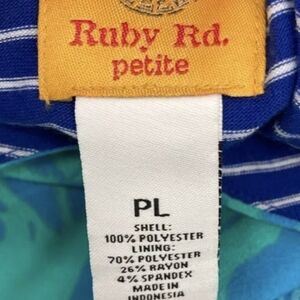 Ruby Rd.
petite
PL
SHELL:
100% POLYESTER
LINING:
70% POLYESTER
26% RAYON
4% SPANDEX
MADE IN
INDONESIA